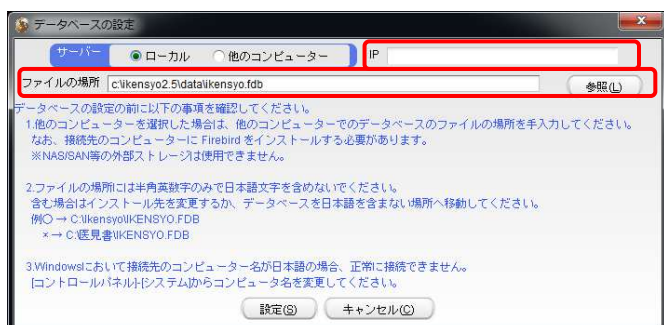 データベースの設定
サーバー ローカル 他のコンピューター IP
ファイルの場所 c:\ikensyo2.5\data\ikensyo.fdb 参照(L)
データベースの設定の前に以下の事項を確認してください。
1.他のコンピューターを選択した場合は、他のコンピューターでのデータベースのファイルの場所を手入力してください。
なお、接続先のコンピューターに Firebird をインストールする必要があります。
※NAS/SAN等の外部ストレージは使用できません。
2.ファイルの場所には半角英数字のみで日本語文字を含めないでください。
含む場合はインストール先を変更するか、データベースを日本語を含まない場所へ移動してください。
例○→ C:\Ikensyo\IKENSYO.FDB
×→ C:\医見書\IKENSYO.FDB
3.Windowsにおいて接続先のコンピューター名が日本語の場合、正常に接続できません。
[コントロールパネル]-[システム]からコンピュータ名を変更してください。
設定(S) キャンセル(C)